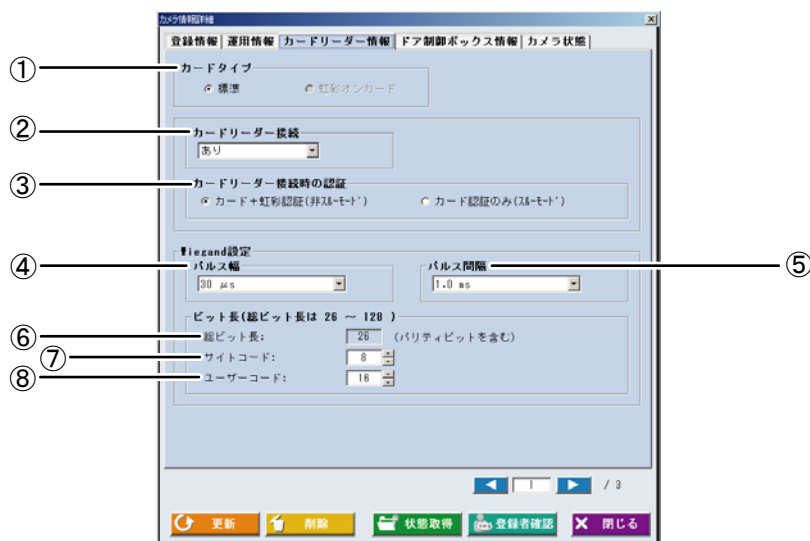 カメラ情報詳細
登録情報 運用情報 カードリーダー情報 ドア制御ボックス情報 カメラ状態
① カードタイプ
標準 虹彩オンカード
② カードリーダー接続
あり
③ カードリーダー接続時の認証
カード+虹彩認証(非ｽﾙｰモｰﾄﾞ) カード認証のみ(ｽﾙｰﾓｰﾄﾞ)
Wiegand設定
④ パルス幅 パルス間隔 ⑤
30 μs 1.0 ms
ビット長(総ビット長は 26 ～ 128 )
⑥ 総ビット長: 26 (パリティビットを含む)
⑦ サイトコード: 8
⑧ ユーザーコード: 16
1 / 3
更新 削除 状態取得 登録者確認 閉じる